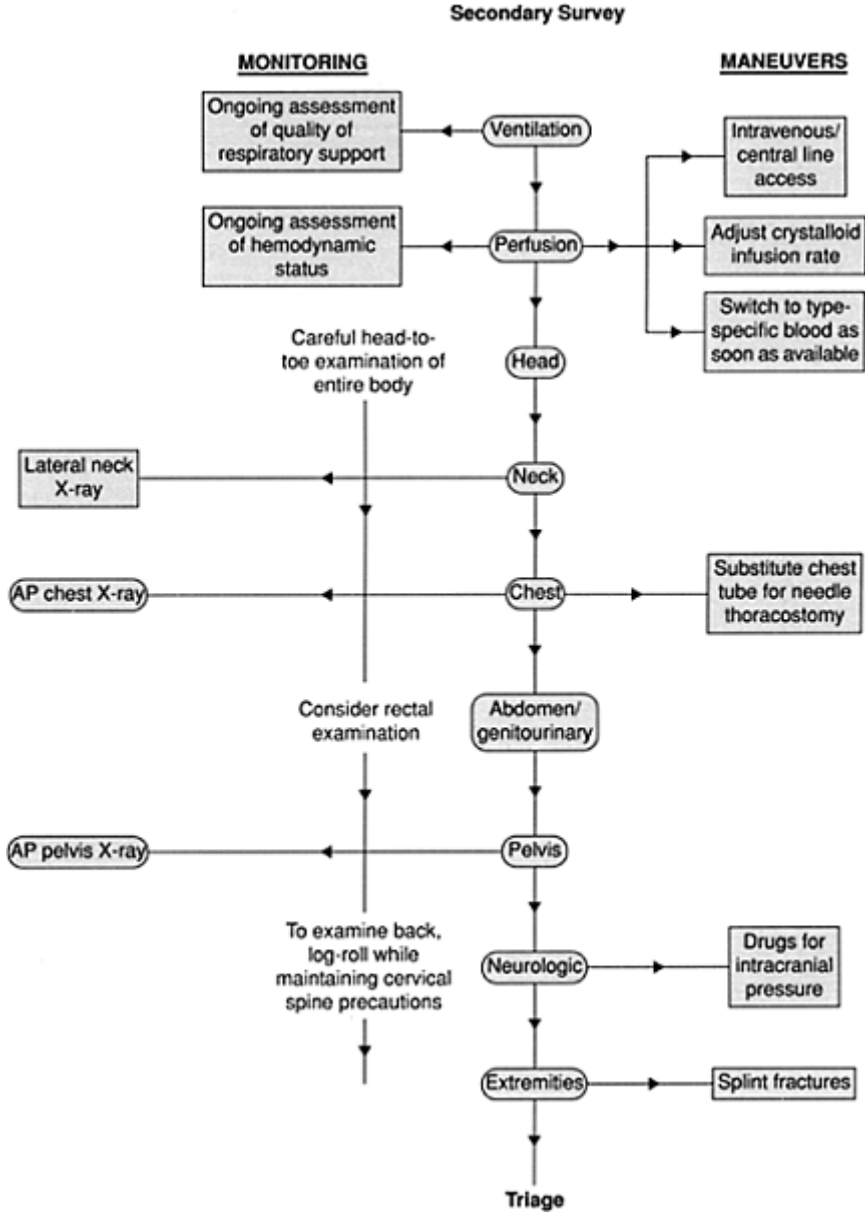 Secondary Survey
MONITORING
MANEUVERS
Ongoing assessment
of quality of
respiratory support
Ventilation
Intravenous/
central line
access
Ongoing assessment
of hemodynamic
status
Perfusion
Adjust crystalloid
infusion rate
Switch to type-
specific blood as
soon as available
Careful head-to-
toe examination of
entire body
Head
Lateral neck
X-ray
Neck
AP chest X-ray
Chest
Substitute chest
tube for needle
thoracostomy
Consider rectal
examination
Abdomen/
genitourinary
AP pelvis X-ray
Pelvis
To examine back,
log-roll while
maintaining cervical
spine precautions
Neurologic
Drugs for
intracranial
pressure
Extremities
Splint fractures
Triage